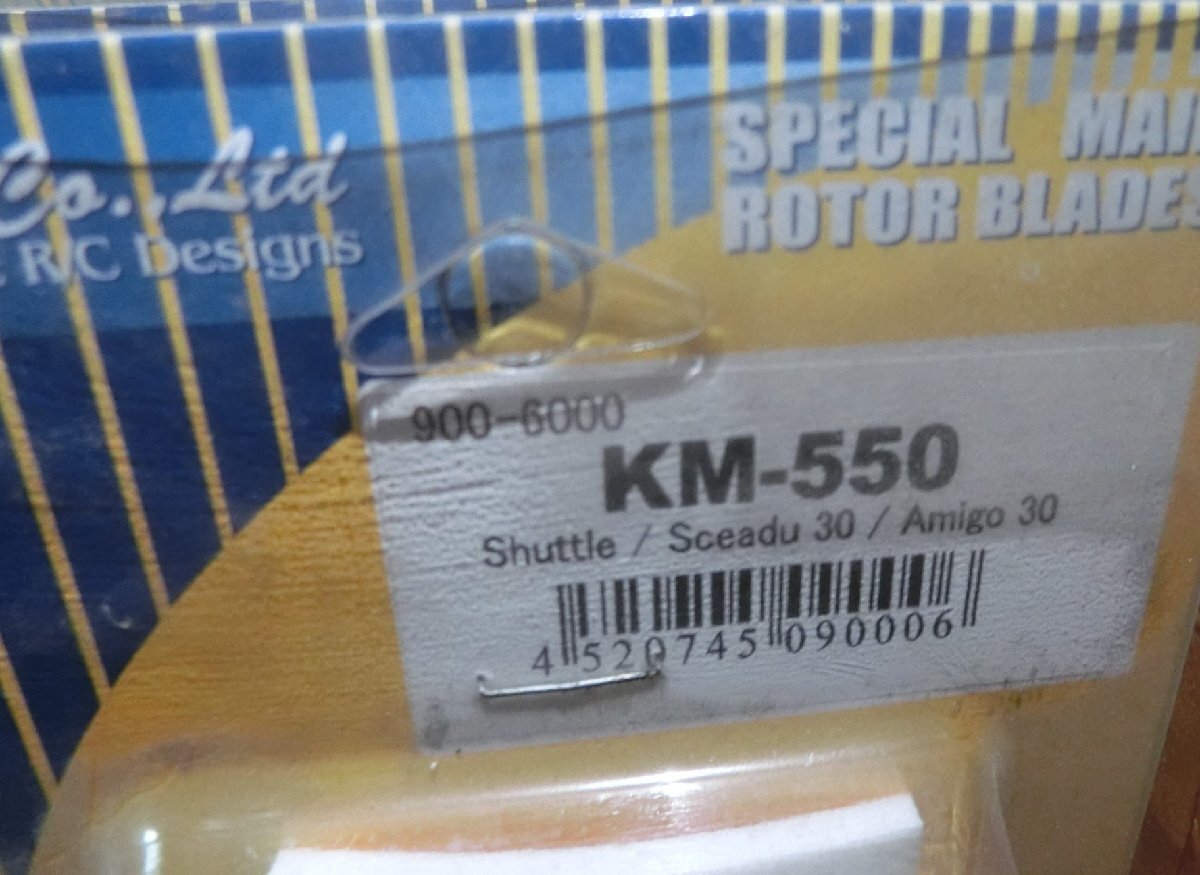 Co.,Ltd
R/C Designs
SPECIAL MAI
ROTOR BLADES
900-6000
KM-550
Shuttle / Sceadu 30 / Amigo 30
4 520745 090006